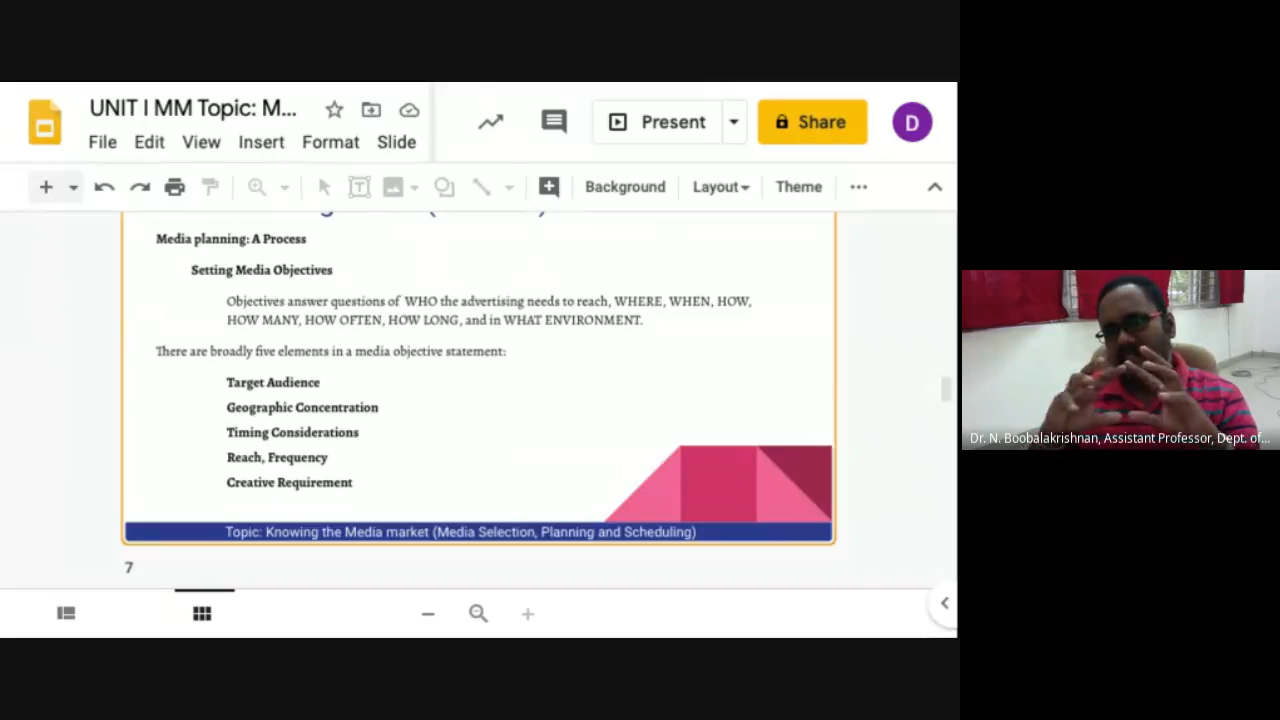 UNIT I MM Topic: M...
File Edit View Insert Format Slide
Present
Share
D
Background Layout Theme
Media planning: A Process
Setting Media Objectives
Objectives answer questions of WHO the advertising needs to reach, WHERE, WHEN, HOW,
HOW MANY, HOW OFTEN, HOW LONG, and in WHAT ENVIRONMENT.
There are broadly five elements in a media objective statement:
Target Audience
Geographic Concentration
Timing Considerations
Reach, Frequency
Creative Requirement
Topic: Knowing the Media market (Media Selection, Planning and Scheduling)
7
Dr. N. Boobalakrishnan, Assistant Professor, Dept. of...